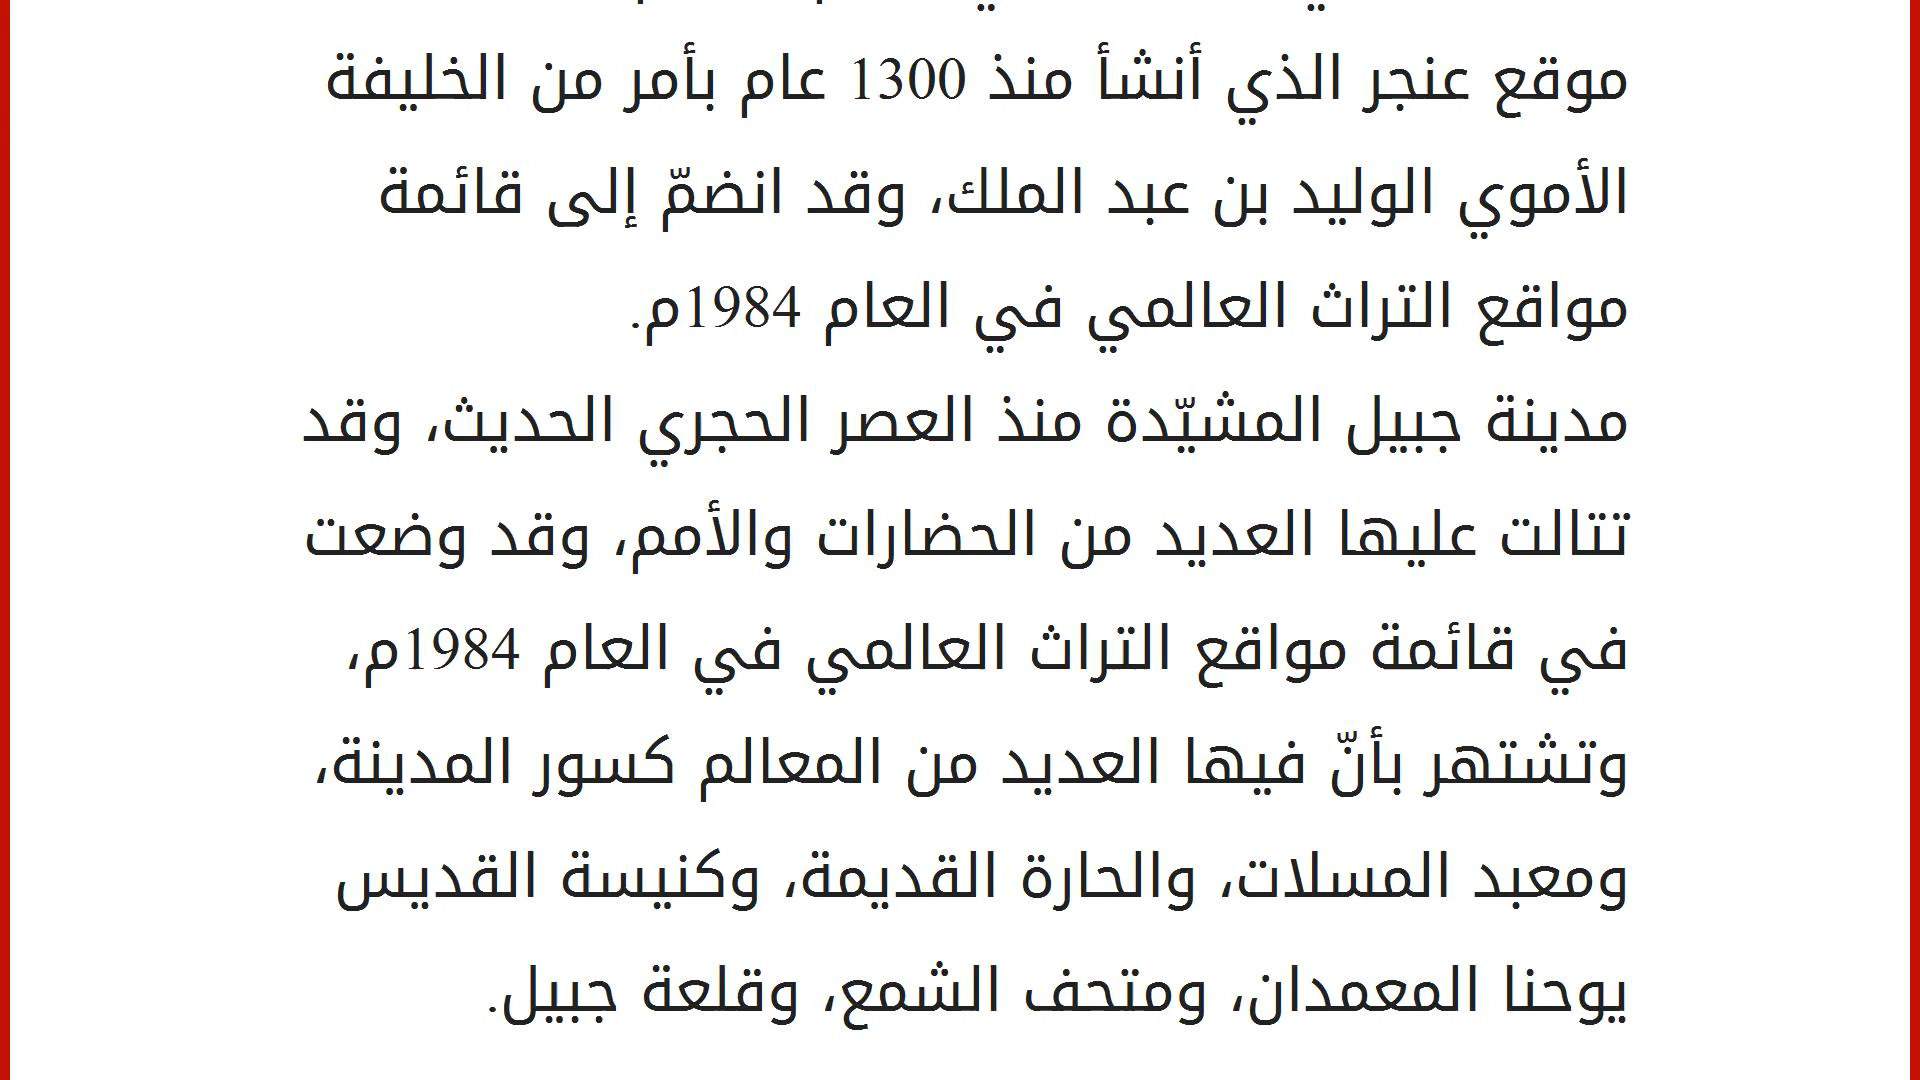 موقع عنجر الذي أنشأ منذ 1300 عام بأمر من الخليفة
الأموي الوليد بن عبد الملك، وقد انضمّ إلى قائمة
مواقع التراث العالمي في العام 1984م.
مدينة جبيل المشيّدة منذ العصر الحجري الحديث، وقد
تتالت عليها العديد من الحضارات والأمم، وقد وضعت
في قائمة مواقع التراث العالمي في العام 1984م،
وتشتهر بأنّ فيها العديد من المعالم كسور المدينة،
ومعبد المسلات، والحارة القديمة، وكنيسة القديس
يوحنا المعمدان، ومتحف الشمع، وقلعة جبيل.